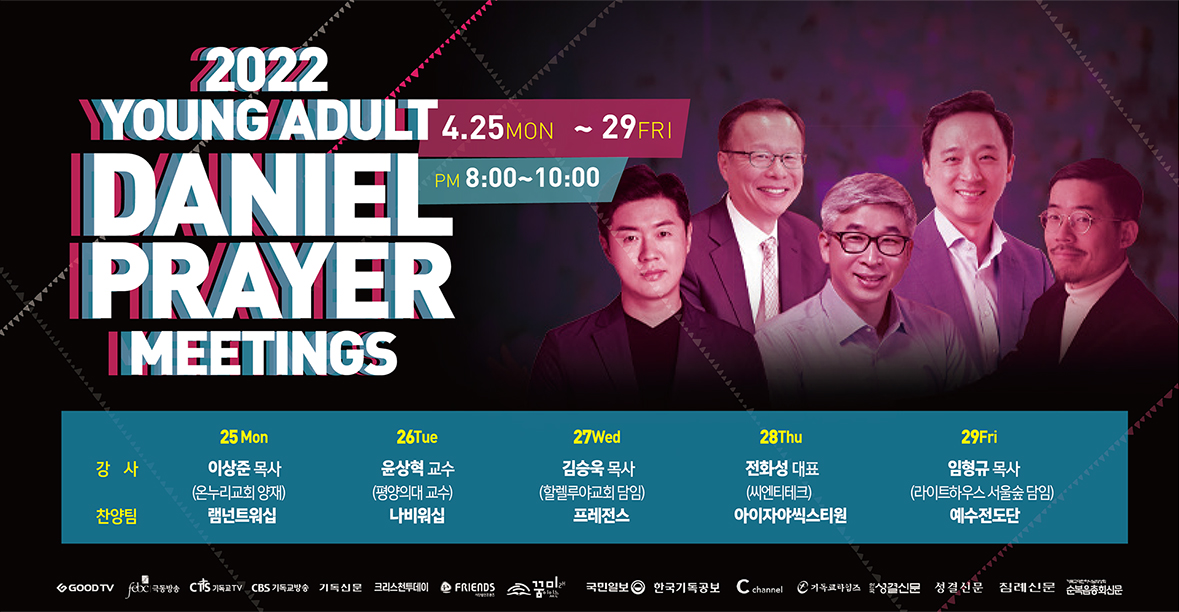 2022
YOUNG ADULT
DANIEL
PRAYER
MEETINGS
4.25MON ~ 29FRI
PM 8:00~10:00
25 Mon 26Tue 27Wed 28Thu 29Fri
강 사 이상준 목사 윤상혁 교수 김승욱 목사 전화성 대표 임형규 목사
(온누리교회 양재) (평양의대 교수) (할렐루야교회 담임) (씨엔티테크) (라이트하우스 서울숲 담임)
찬양팀 램넌트워십 나비워십 프레전스 아이자야씩스티원 예수전도단
GOODTV febc 극동방송 CTS 기독교TV CBS 기독교방송 기독신문 크리스천투데이 FRIENDS 꿈미 국민일보 한국기독공보 C channel 기독교타임즈 성결신문 성결신문 침례신문 순복음총회신문